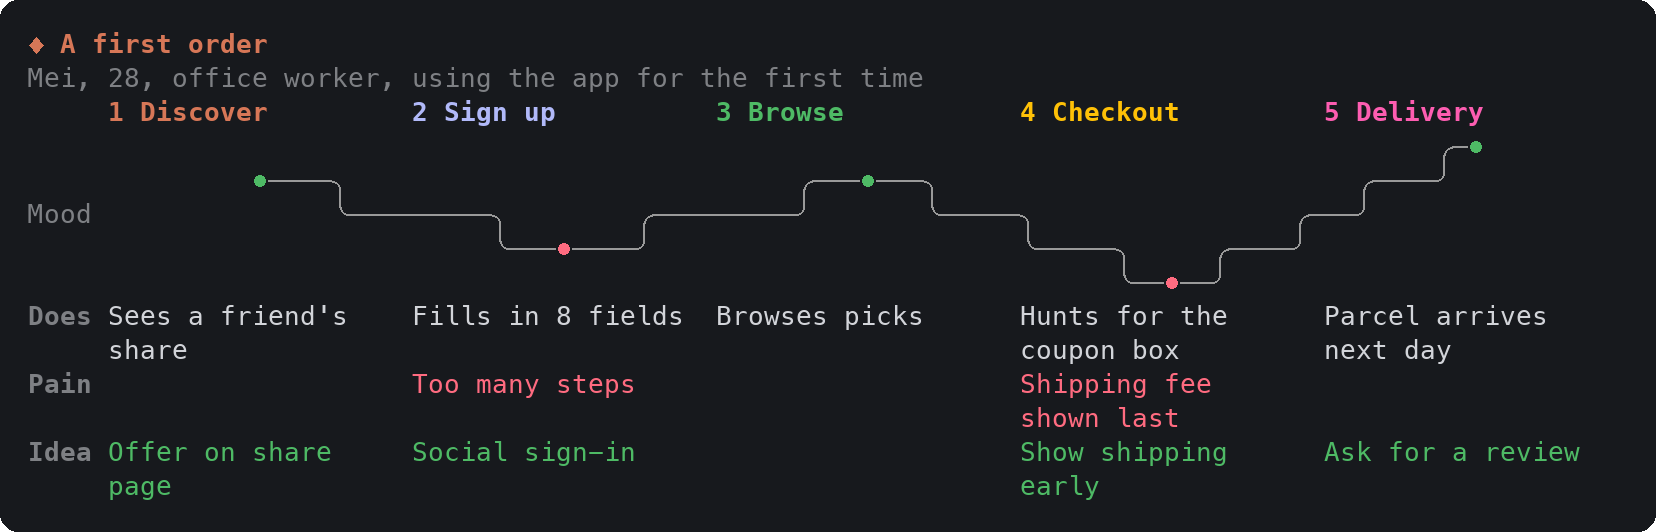 ♦ A first order
Mei, 28, office worker, using the app for the first time
1 Discover 2 Sign up 3 Browse 4 Checkout 5 Delivery
Mood
Does Sees a friend's share Fills in 8 fields Browses picks Hunts for the coupon box Parcel arrives next day
Pain Too many steps Shipping fee shown last
Idea Offer on share page Social sign-in Show shipping early Ask for a review